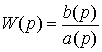 W(p) = b(p) / a(p)